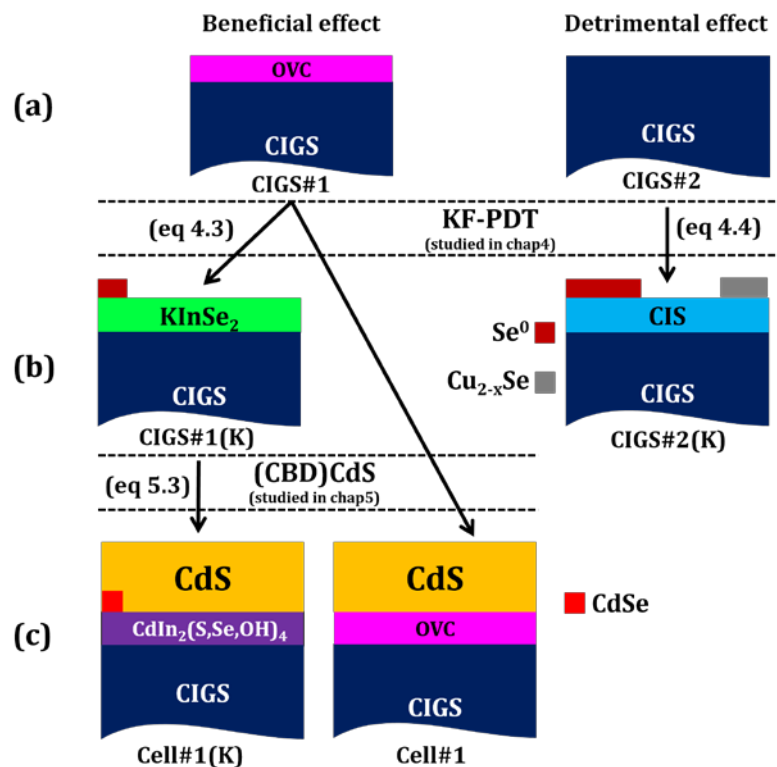 Beneficial effect
Detrimental effect
(a)
OVC
CIGS
CIGS#1
CIGS
CIGS#2
(eq 4.3)
KF-PDT
(studied in chap4)
(eq 4.4)
(b)
KInSe₂
CIGS
CIGS#1(K)
Se⁰
Cu₂₋ₓSe
CIS
CIGS
CIGS#2(K)
(eq 5.3)
(CBD)CdS
(studied in chap5)
(c)
CdS
CdIn₂(S,Se,OH)₄
CIGS
Cell#1(K)
CdS
OVC
CIGS
Cell#1
CdSe